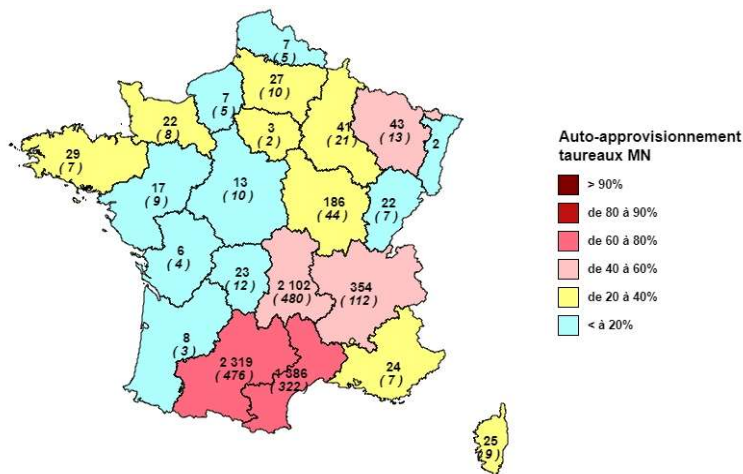 7
( 5 )
27
( 10 )
7
( 5 )
43
( 13 )
22
( 8 )
3
( 2 )
41
( 21 )
2
29
( 7 )
17
( 9 )
13
( 10 )
186
( 44 )
22
( 7 )
6
( 4 )
23
( 12 )
2 102
( 480 )
354
( 112 )
8
( 3 )
2 319
( 476 )
386
( 322 )
24
( 7 )
25
( 9 )
Auto-approvisionnement
taureaux MN
> 90%
de 80 à 90%
de 60 à 80%
de 40 à 60%
de 20 à 40%
< à 20%